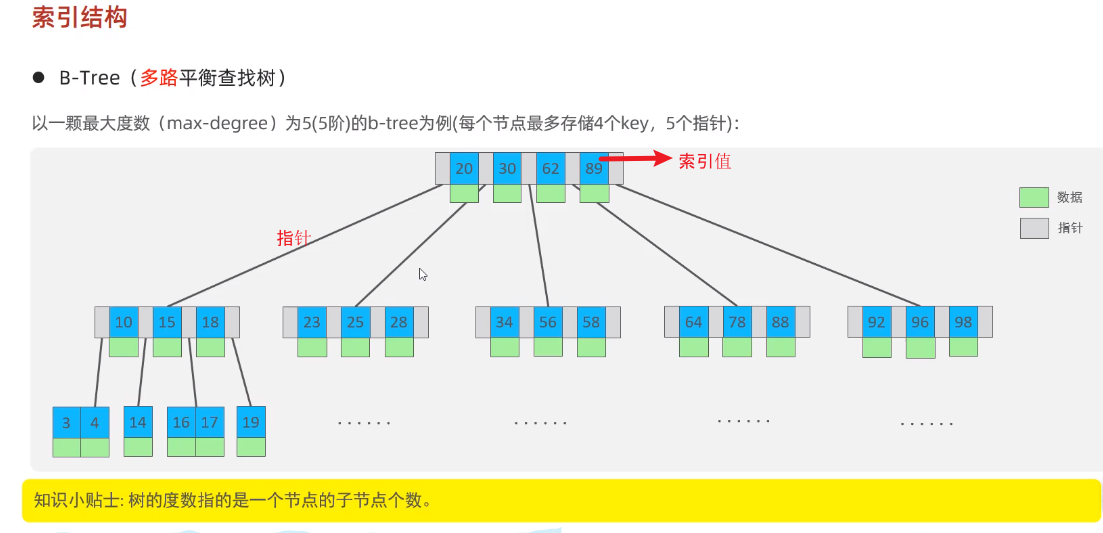 索引结构
● B-Tree（多路平衡查找树）
以一颗最大度数（max-degree）为5(5阶)的b-tree为例(每个节点最多存储4个key，5个指针)：
20 30 62 89 索引值
数据
指针
指针
10 15 18 23 25 28 34 56 58 64 78 88 92 96 98
3 4 14 16 17 19 ...... ...... ...... ......
知识小贴士: 树的度数指的是一个节点的子节点个数。